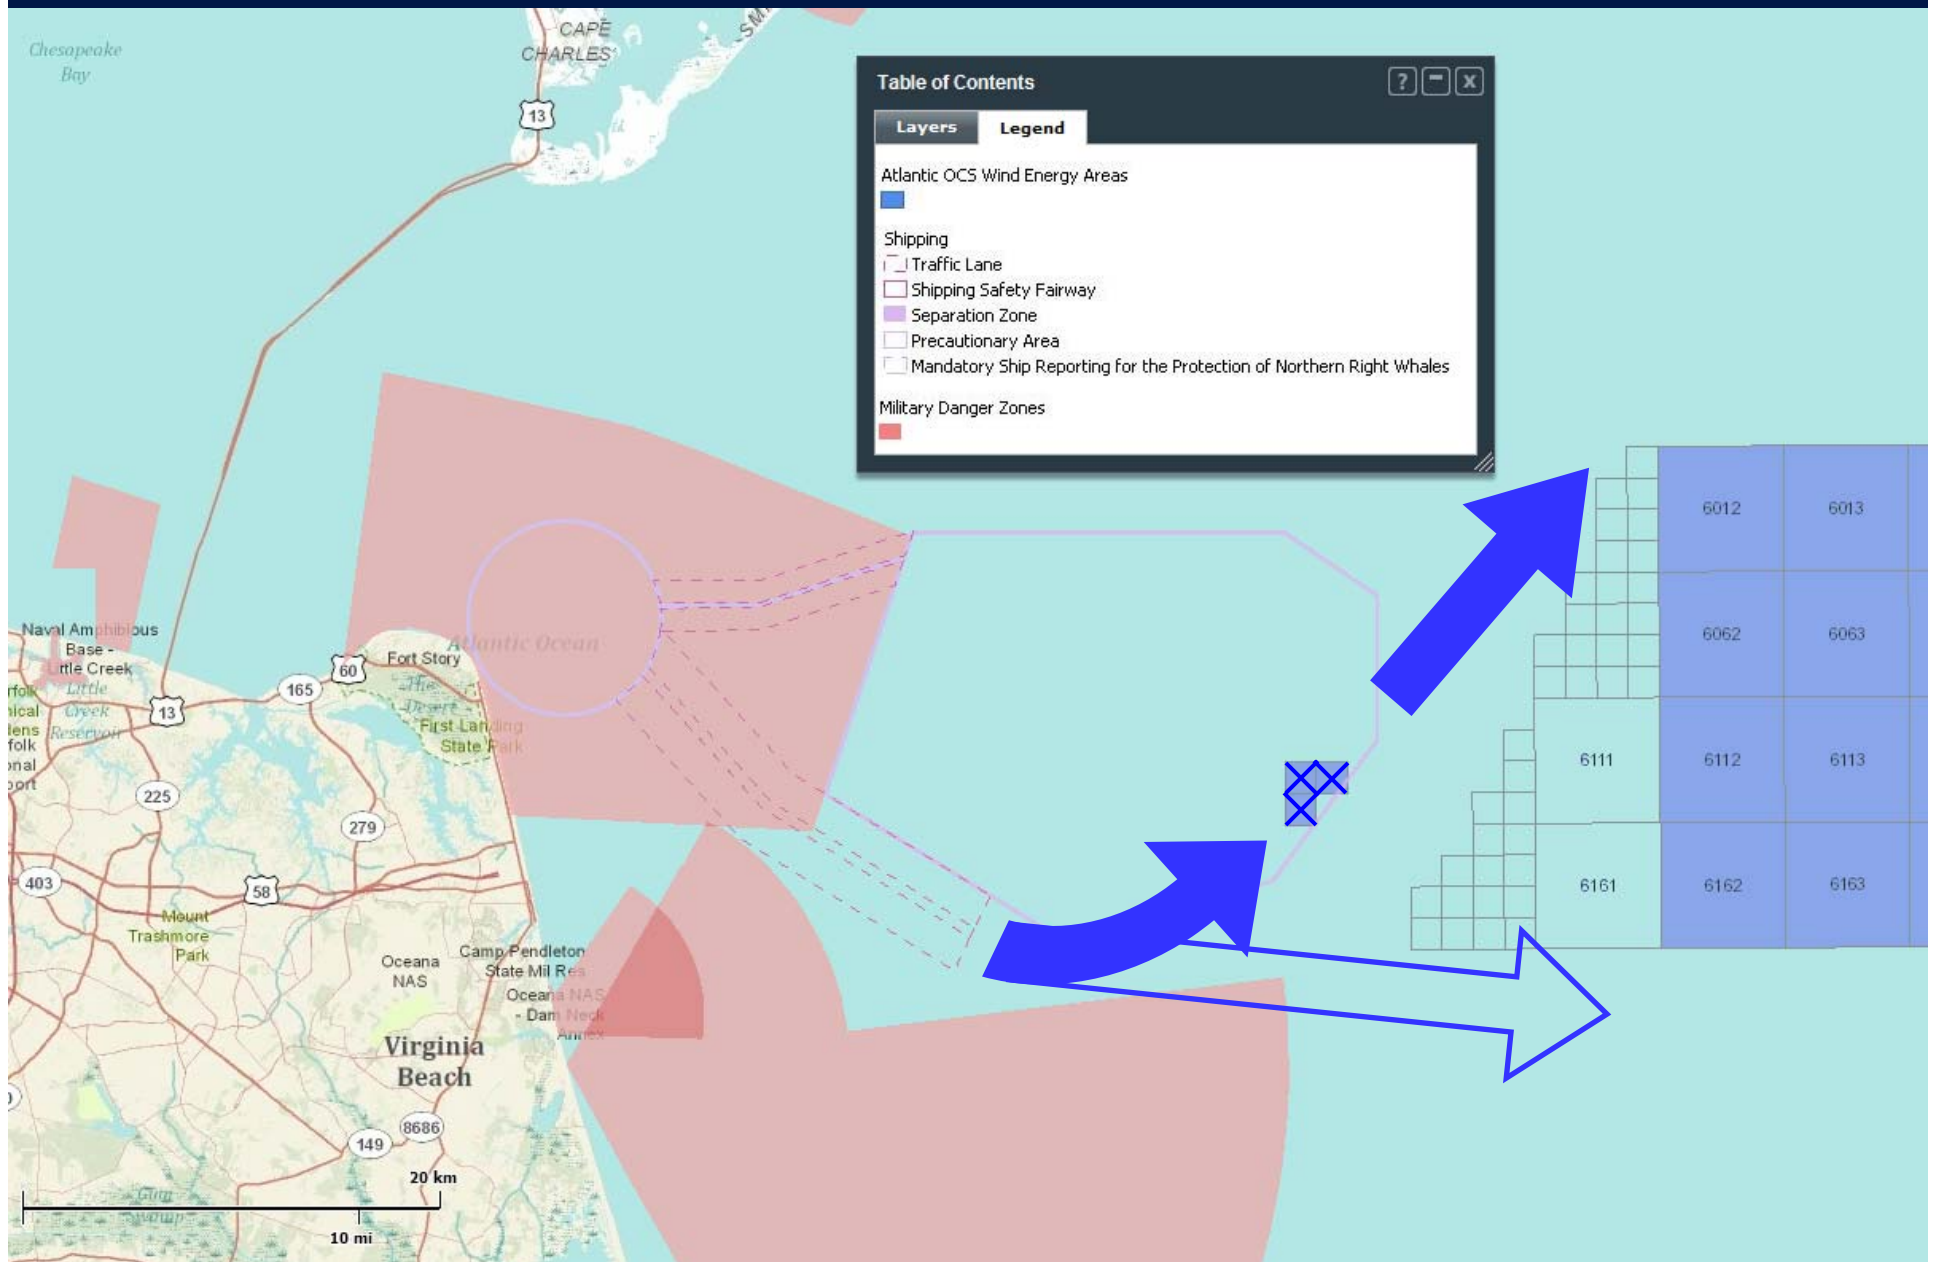 Chesapeake
Bay
CAPE
CHARLES
13
Table of Contents
?
X
Layers
Legend
Atlantic OCS Wind Energy Areas
Shipping
Traffic Lane
Shipping Safety Fairway
Separation Zone
Precautionary Area
Mandatory Ship Reporting for the Protection of Northern Right Whales
Military Danger Zones
6012
6013
6062
6063
6111
6112
6113
6161
6162
6163
Naval Amphibious
Base -
Little Creek
Little
Creek
Reservoir
13
165
60
Fort Story
Atlantic Ocean
The
Desert
First Landing
State Park
225
279
403
58
Mount
Trashmore
Park
Oceana
NAS
Camp Pendleton
State Mil Res
Oceana NAS
- Dam Neck
Annex
Virginia
Beach
8686
149
20 km
10 mi